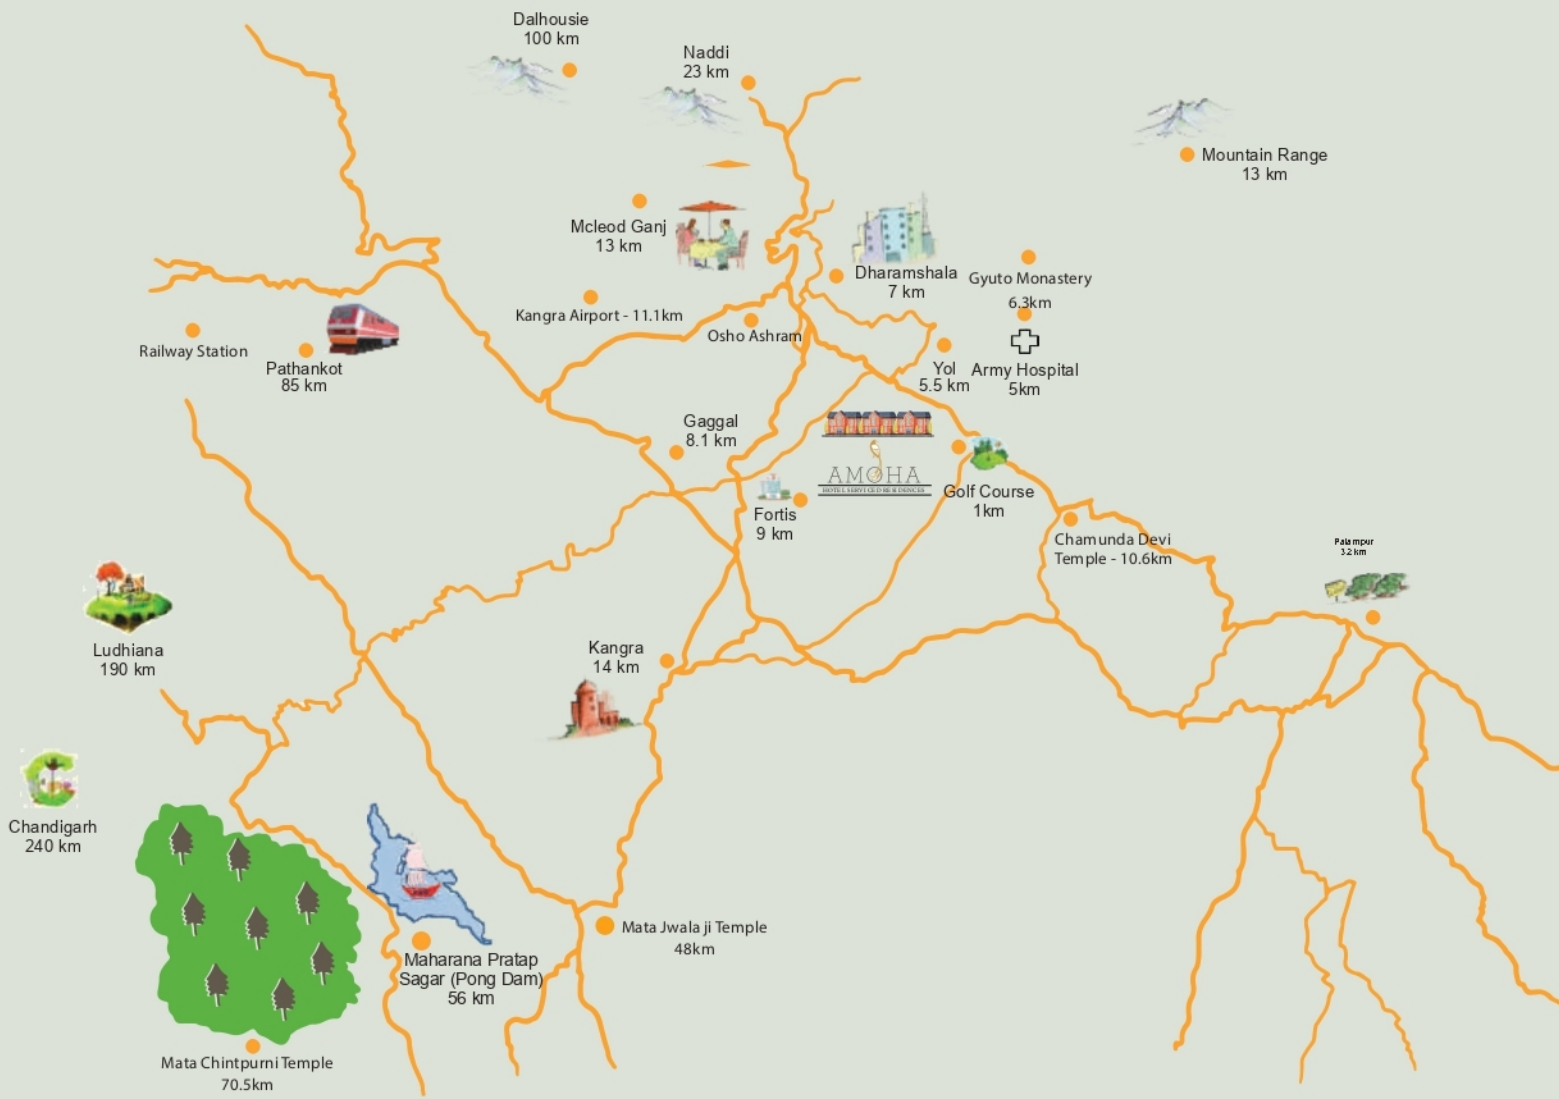 Dalhousie
100 km
Naddi
23 km
Mountain Range
13 km
Mcleod Ganj
13 km
Dharamshala
7 km
Gyuto Monastery
6.3km
Kangra Airport - 11.1km
Osho Ashram
Railway Station
Pathankot
85 km
Yol
5.5 km
Army Hospital
5km
Gaggal
8.1 km
AMOHA
HOTEL SERVICED RESIDENCES
Golf Course
1km
Fortis
9 km
Chamunda Devi
Temple - 10.6km
Palampur
32 km
Ludhiana
190 km
Kangra
14 km
Chandigarh
240 km
Mata Jwala ji Temple
48km
Maharana Pratap
Sagar (Pong Dam)
56 km
Mata Chintpurni Temple
70.5km